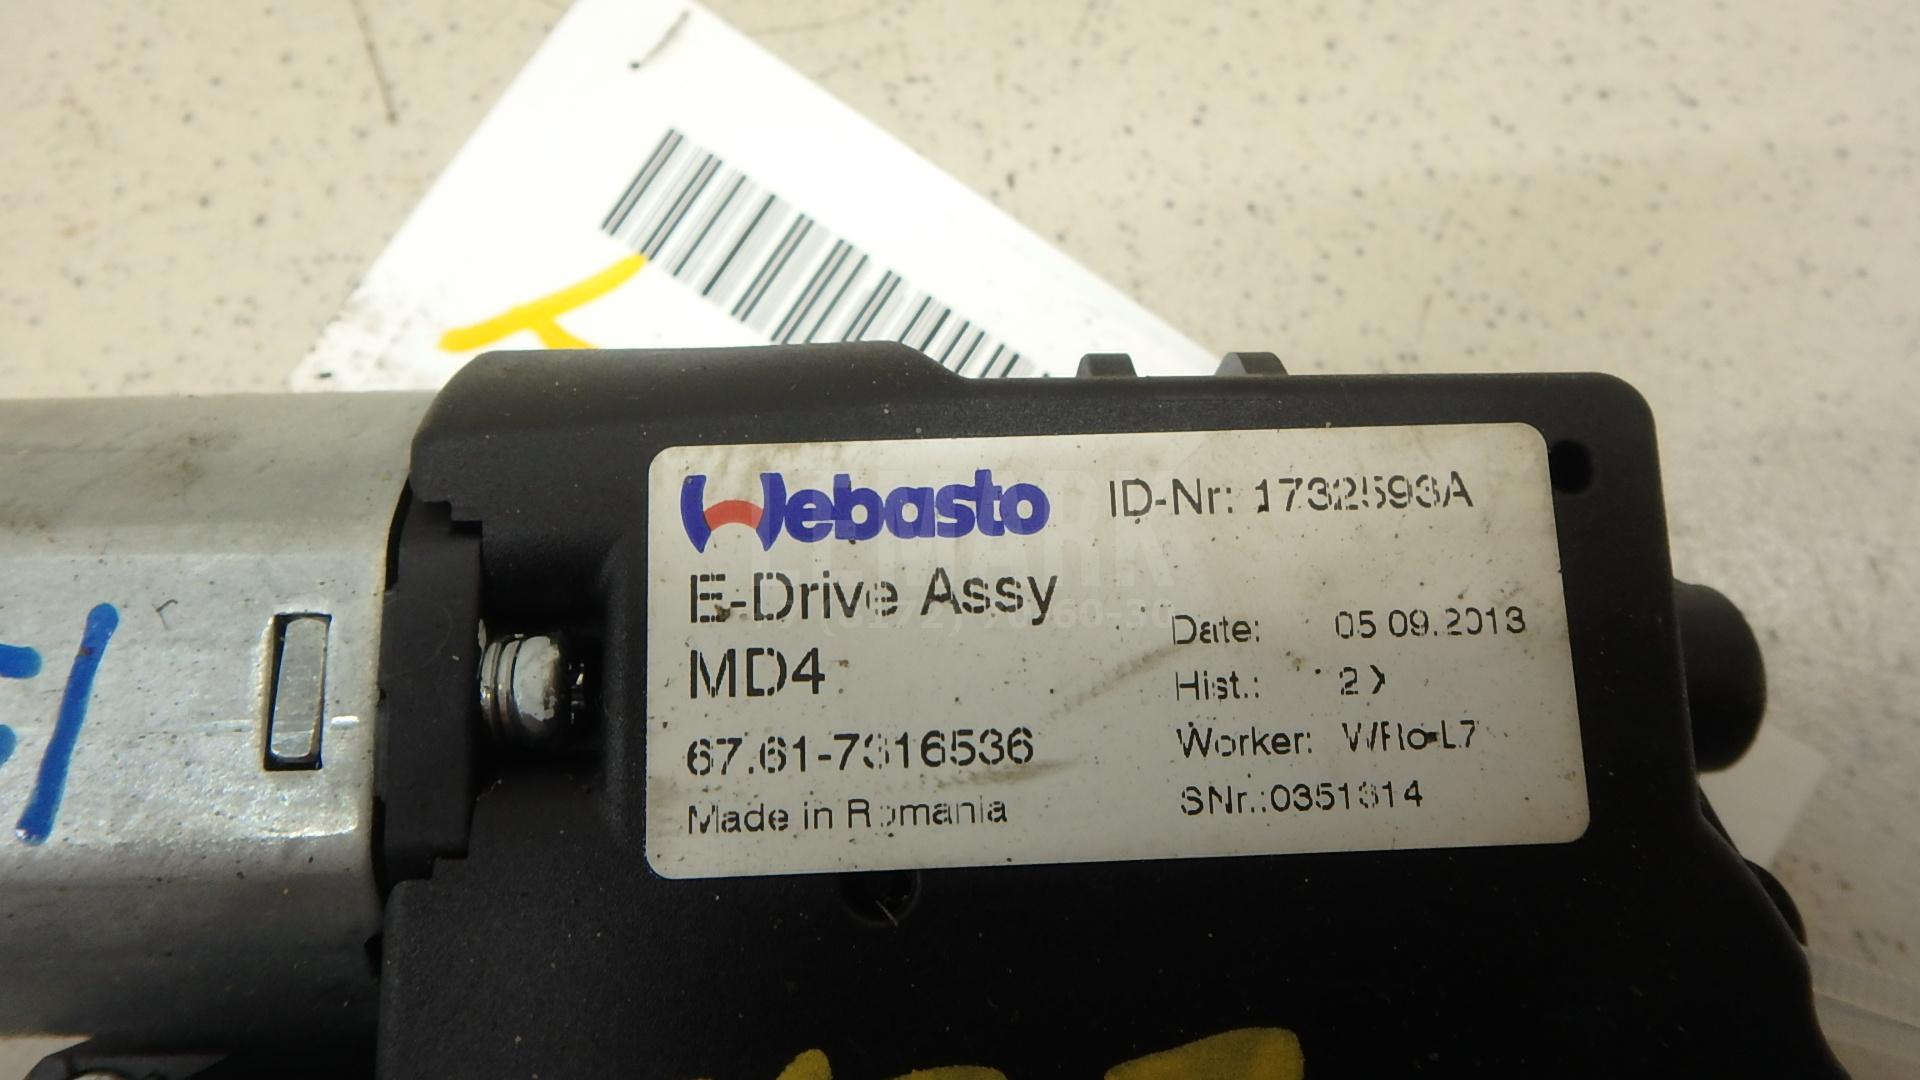 Webasto
ID-Nr: 1732593A
E-Drive Assy
MD4
67.61-7316536
Made in Romania
Date: 05.09.2013
Hist.: 2
Worker: WRo-L7
SNr.:0351314